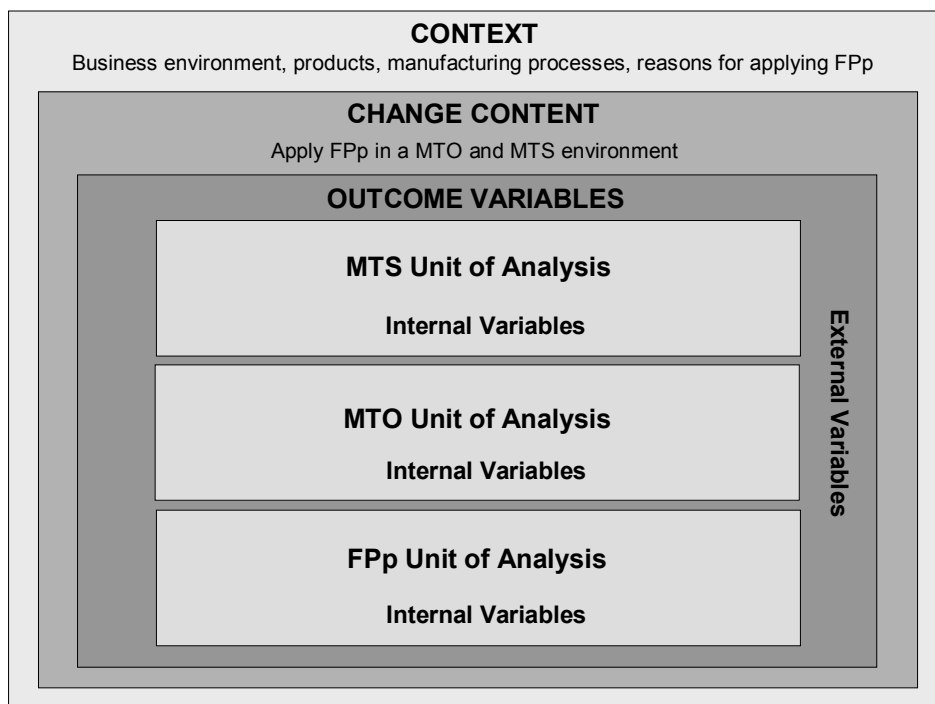 CONTEXT
Business environment, products, manufacturing processes, reasons for applying FPp
CHANGE CONTENT
Apply FPp in a MTO and MTS environment
OUTCOME VARIABLES
MTS Unit of Analysis
Internal Variables
MTO Unit of Analysis
Internal Variables
FPp Unit of Analysis
Internal Variables
External Variables